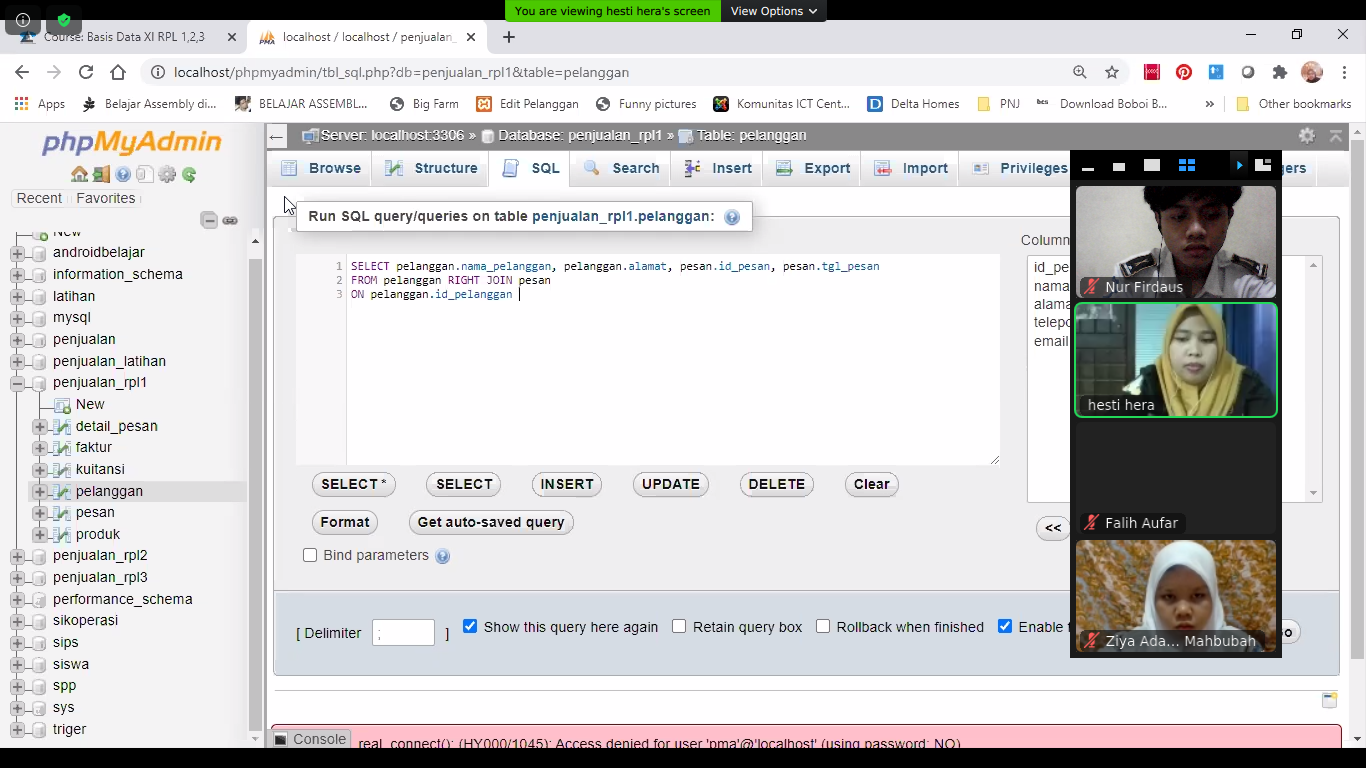 You are viewing hesti hera's screen View Options
Course: Basis Data XI RPL 1,2,3
localhost / localhost / penjualan_
localhost/phpmyadmin/tbl_sql.php?db=penjualan_rpl1&table=pelanggan
Apps Belajar Assembly di... BELAJAR ASSEMBL... Big Farm Edit Pelanggan Funny pictures Komunitas ICT Cent... Delta Homes PNJ Download Boboi B... » Other bookmarks
phpMyAdmin
Recent Favorites
New
androidbelajar
information_schema
latihan
mysql
penjualan
penjualan_latihan
penjualan_rpl1
New
detail_pesan
faktur
kuitansi
pelanggan
pesan
produk
penjualan_rpl2
penjualan_rpl3
performance_schema
sikoperasi
sips
siswa
spp
sys
triger
Server: localhost:3306 » Database: penjualan_rpl1 » Table: pelanggan
Browse Structure SQL Search Insert Export Import Privileges
Run SQL query/queries on table penjualan_rpl1.pelanggan:
1 SELECT pelanggan.nama_pelanggan, pelanggan.alamat, pesan.id_pesan, pesan.tgl_pesan
2 FROM pelanggan RIGHT JOIN pesan
3 ON pelanggan.id_pelanggan
Column
id_pe
nama
alama
telepo
email
SELECT * SELECT INSERT UPDATE DELETE Clear
Format Get auto-saved query
<<
Bind parameters
[ Delimiter ; ] Show this query here again Retain query box Rollback when finished Enable
Console
real_connect(): (HY000/1045): Access denied for user 'pma'@'localhost' (using password: NO)
Nur Firdaus
hesti hera
Falih Aufar
Ziya Ada... Mahbubah